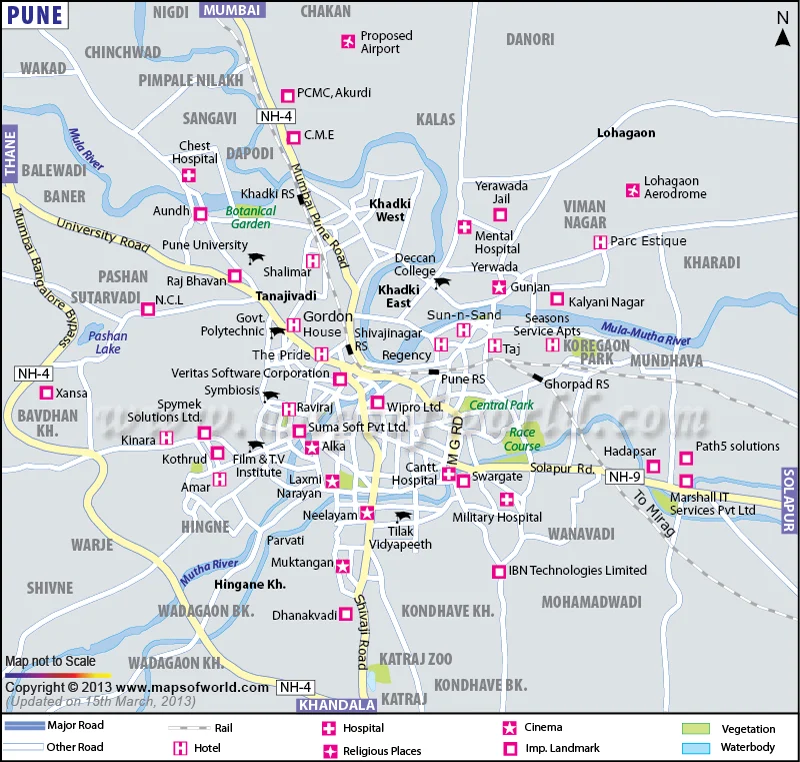 PUNE
NIGDI
MUMBAI
CHAKAN
N
Proposed
Airport
DANORI
CHINCHWAD
WAKAD
PIMPALE NILAKH
PCMC, Akurdi
NH-4
SANGAVI
KALAS
C.M.E
Lohagaon
Mula River
Chest
Hospital
DAPODI
THANE
BALEWADI
BANER
Mumbai Pune Road
Khadki RS
Khadki
West
Yerawada
Jail
Lohagaon
Aerodrome
VIMAN
NAGAR
Aundh
Botanical
Garden
Mental
Hospital
Parc Estique
University Road
Pune University
Mumbai Bangalore Bypass
Shalimar
Deccan
College
Yerwada
KHARADI
PASHAN
Raj Bhavan
SUTARVADI
N.C.L
Tanajivadi
Khadki
East
Gunjan
Kalyani Nagar
Govt.
Polytechnic
Gordon
House
Shivajinagar
RS
Sun-n-Sand
Seasons
Service Apts
Mula-Mutha River
Pashan
Lake
The Pride
Regency
Taj
KOREGAON
PARK
MUNDHAVA
NH-4
Veritas Software Corporation
Pune RS
Ghorpad RS
Xansa
Symbiosis
BAVDHAN
KH.
Spymek
Solutions Ltd.
Raviraj
Wipro Ltd.
Central Park
www.mapsofworld.com
Suma Soft Pvt Ltd.
M G RD
Race
Course
Kinara
Alka
Kothrud
Film & T.V
Institute
Hadapsar
Path5 solutions
Cantt.
Hospital
Solapur Rd.
NH-9
Amar
Laxmi
Narayan
Swargate
SOLAPUR
Marshall IT
Services Pvt Ltd
To Mirag
HINGNE
Neelayam
Military Hospital
Tilak
Vidyapeeth
WANAVADI
WARJE
Parvati
Mutha River
Muktangan
IBN Technologies Limited
SHIVNE
Hingane Kh.
MOHAMADWADI
WADAGAON BK.
Dhanakvadi
KONDHAVE KH.
Shivaji Road
WADAGAON KH.
KATRAJ ZOO
Map not to Scale
Copyright © 2013 www.mapsofworld.com
(Updated on 15th March, 2013)
NH-4
KONDHAVE BK.
KHANDALA
KATRAJ
Major Road
Rail
Hospital
Cinema
Vegetation
Other Road
Hotel
Religious Places
Imp. Landmark
Waterbody